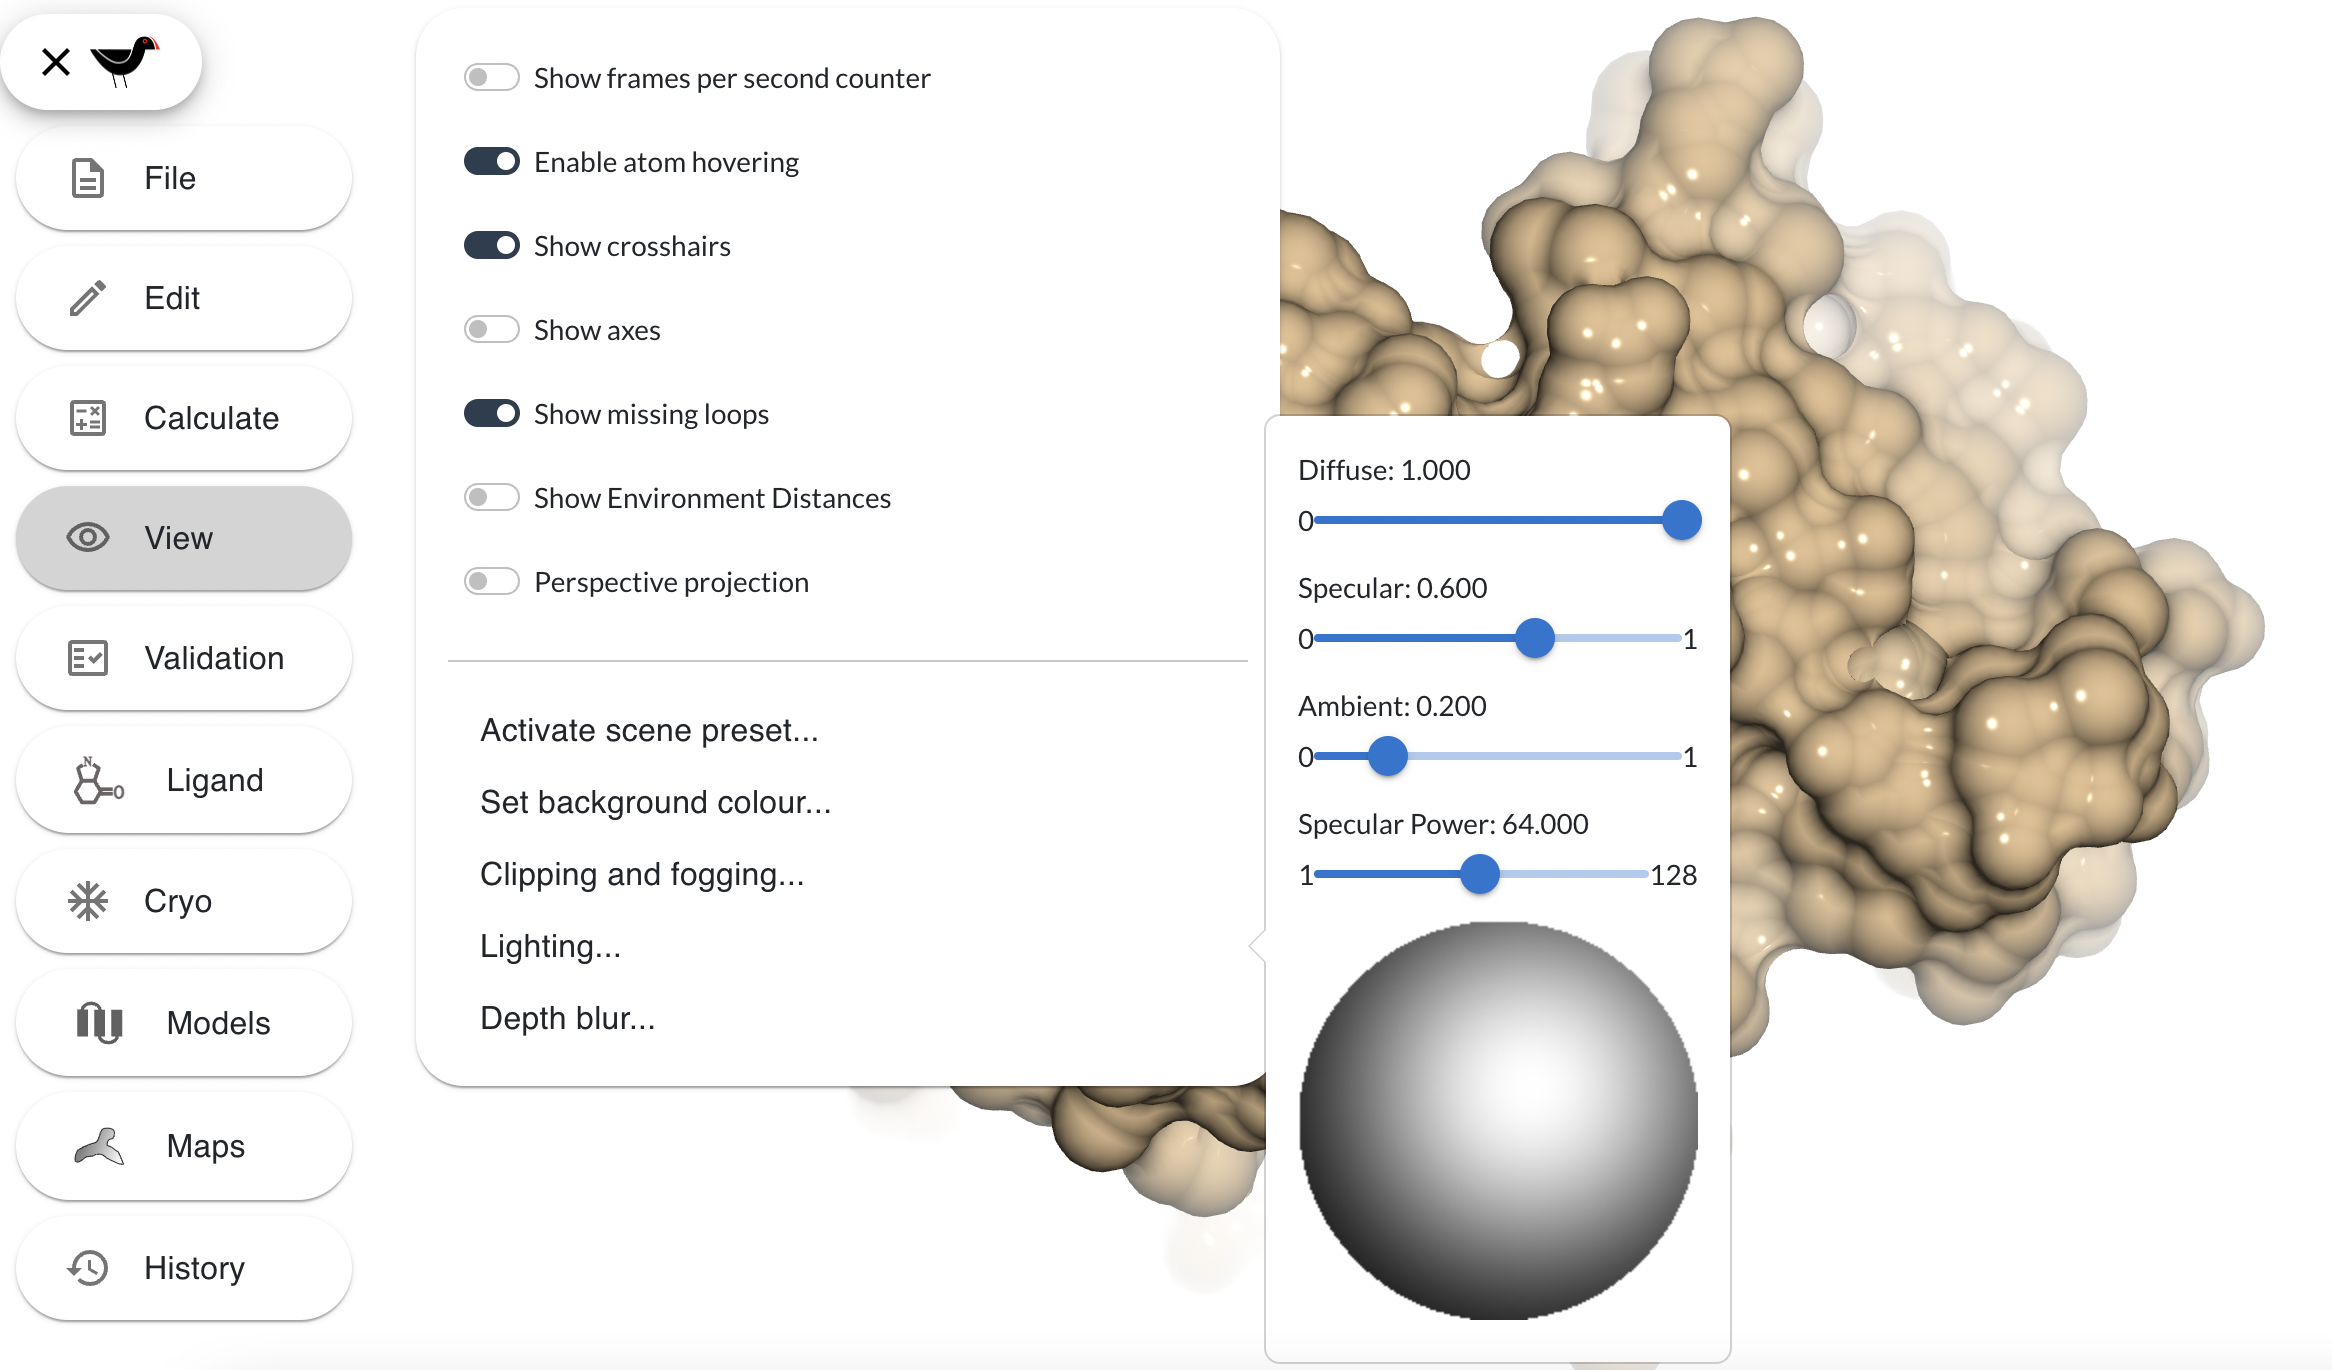 File
Edit
Calculate
View
Validation
N
O
Ligand
Cryo
Models
Maps
History
Show frames per second counter
Enable atom hovering
Show crosshairs
Show axes
Show missing loops
Show Environment Distances
Perspective projection
Activate scene preset...
Set background colour...
Clipping and fogging...
Lighting...
Depth blur...
Diffuse: 1.000
0
Specular: 0.600
0 1
Ambient: 0.200
0 1
Specular Power: 64.000
1 128